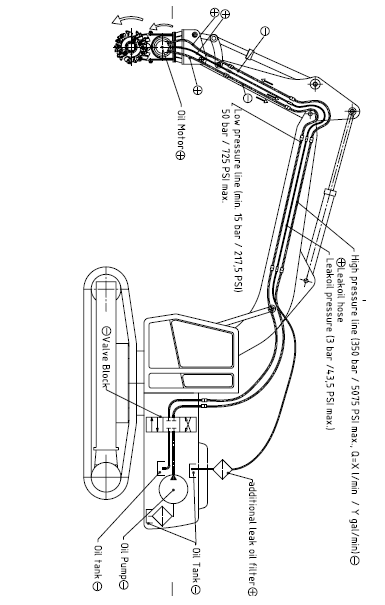 ⊕
⊕
⊕
⊖
⊕
⊖
Oil Motor⊕
Low pressure line (min. 15 bar / 217,5 PSI)
50 bar / 725 PSI max.
High pressure line (350 bar / 5075 PSI max., Q=X l/min / Y gal/min)⊖
⊕Leakoil hose
Leakoil pressure (3 bar /43,5 PSI max.)
⊖Valve Block
additional leak oil filter⊕
Oil Tank⊖
Oil Pump⊖
Oil tank⊖